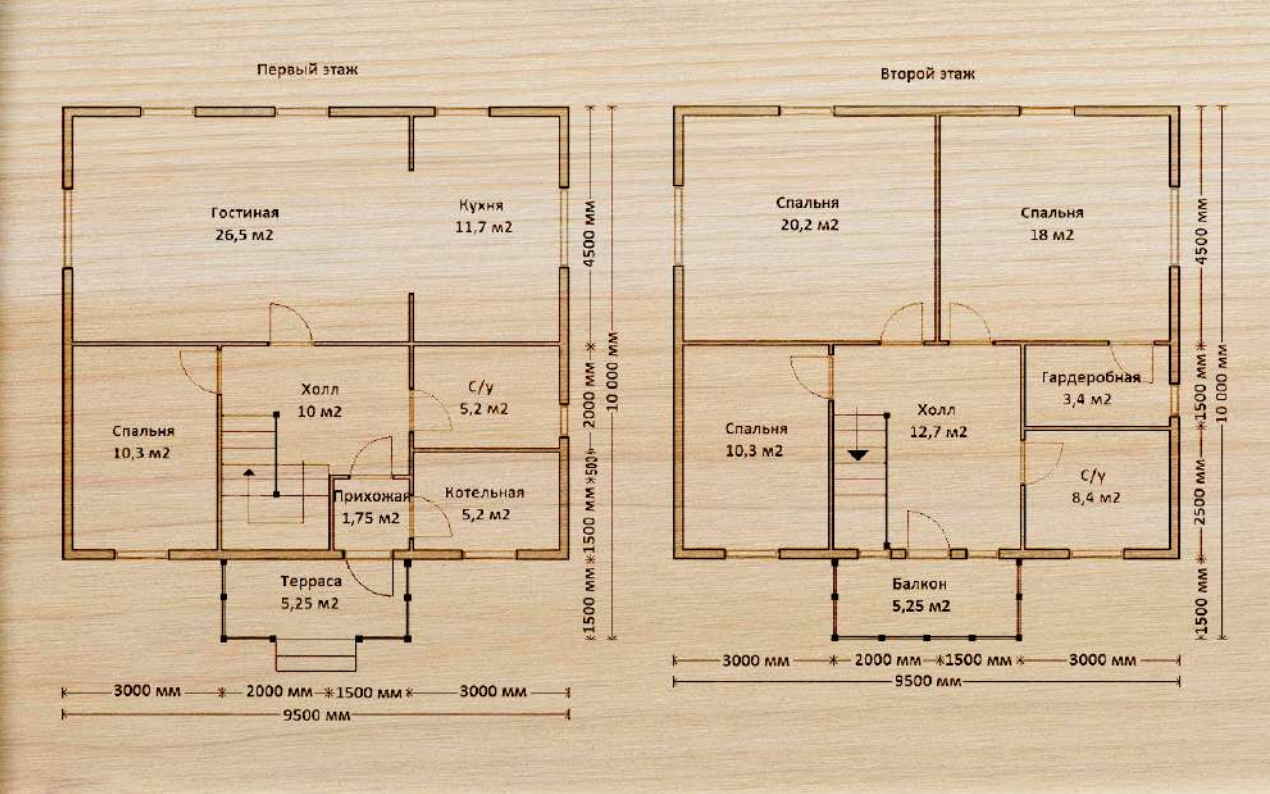 Первый этаж
Гостиная
26,5 м2
Кухня
11,7 м2
Спальня
10,3 м2
Холл
10 м2
С/у
5,2 м2
Прихожая
1,75 м2
Котельная
5,2 м2
Терраса
5,25 м2
4500 мм
2000 мм
500
1500 мм
1500 мм
10 000 мм
3000 мм
2000 мм
1500 мм
3000 мм
9500 мм
Второй этаж
Спальня
20,2 м2
Спальня
18 м2
Спальня
10,3 м2
Холл
12,7 м2
Гардеробная
3,4 м2
С/у
8,4 м2
Балкон
5,25 м2
4500 мм
1500 мм
2500 мм
1500 мм
10 000 мм
3000 мм
2000 мм
1500 мм
3000 мм
9500 мм